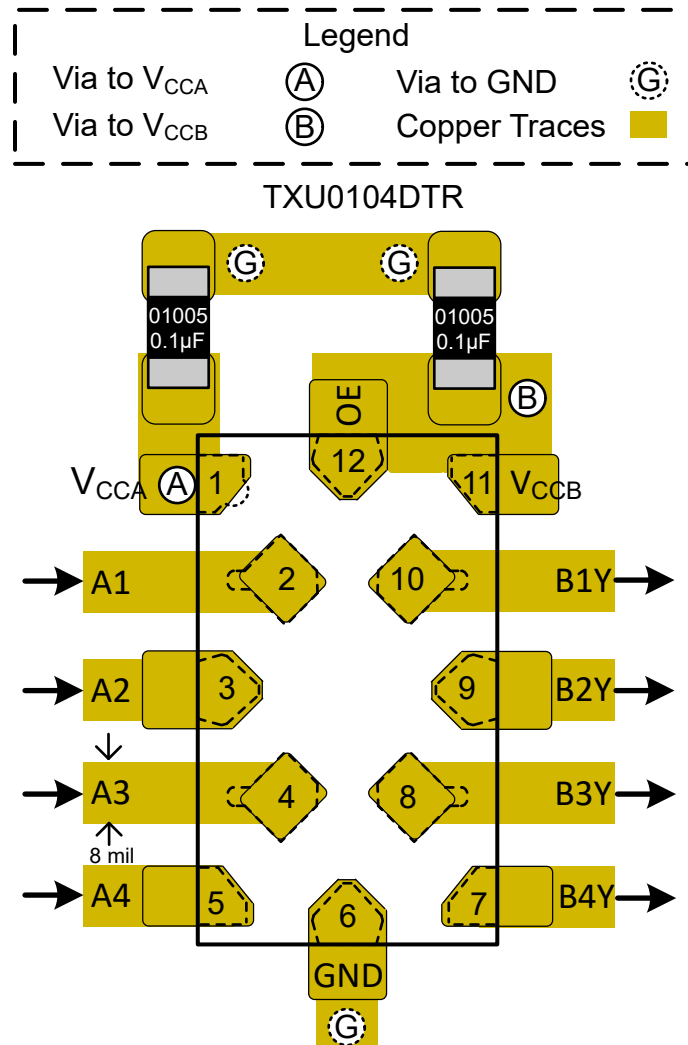 Legend
Via to VCCA A Via to GND G
Via to VCCB B Copper Traces
TXU0104DTR
G G
01005 01005
0.1µF 0.1µF
OE B
12
VCCA A 1 11 VCCB
A1 2 10 B1Y
A2 3 9 B2Y
A3 4 8 B3Y
8 mil
A4 5 7 B4Y
6
GND
G